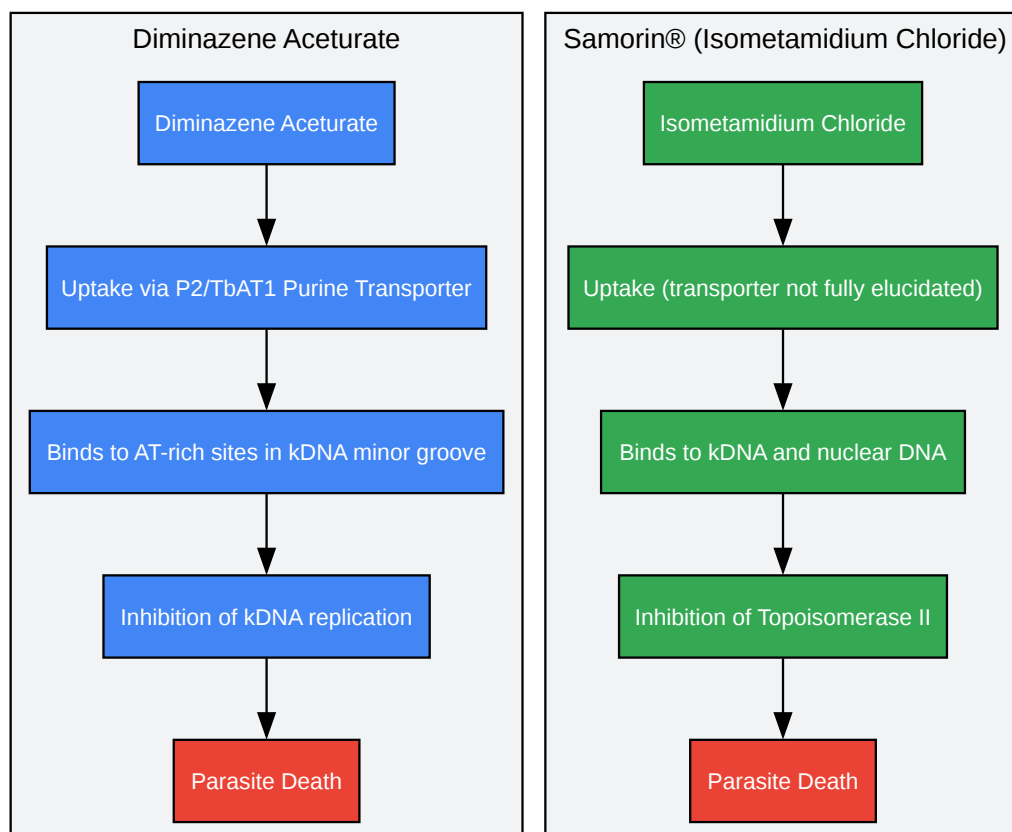 Diminazene Aceturate
Diminazene Aceturate
Uptake via P2/TbAT1 Purine Transporter
Binds to AT-rich sites in kDNA minor groove
Inhibition of kDNA replication
Parasite Death
Samorin® (Isometamidium Chloride)
Isometamidium Chloride
Uptake (transporter not fully elucidated)
Binds to kDNA and nuclear DNA
Inhibition of Topoisomerase II
Parasite Death